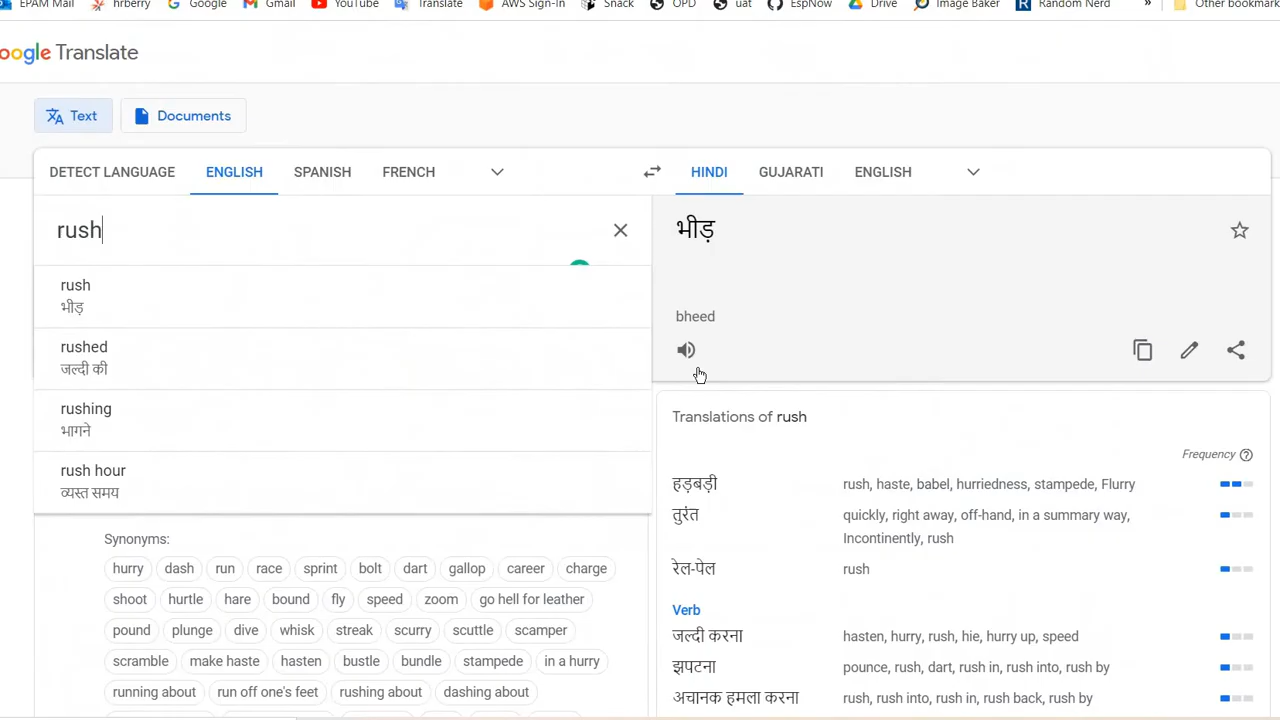 EPAM Mail hrberry Google Gmail YouTube Translate AWS Sign-In Snack OPD uat EspNow Drive Image Baker Random Nerd » Other bookmark
oogle Translate
Text Documents
DETECT LANGUAGE ENGLISH SPANISH FRENCH HINDI GUJARATI ENGLISH
rush
भीड़
rush
भीड़
bheed
rushed
जल्दी की
rushing
भागने
rush hour
व्यस्त समय
Synonyms:
hurry dash run race sprint bolt dart gallop career charge
shoot hurtle hare bound fly speed zoom go hell for leather
pound plunge dive whisk streak scurry scuttle scamper
scramble make haste hasten bustle bundle stampede in a hurry
running about run off one's feet rushing about dashing about
Translations of rush
Frequency
हड़बड़ी rush, haste, babel, hurriedness, stampede, Flurry
तुरंत quickly, right away, off-hand, in a summary way,
Incontinently, rush
रेल-पेल rush
Verb
जल्दी करना hasten, hurry, rush, hie, hurry up, speed
झपटना pounce, rush, dart, rush in, rush into, rush by
अचानक हमला करना rush, rush into, rush in, rush back, rush by